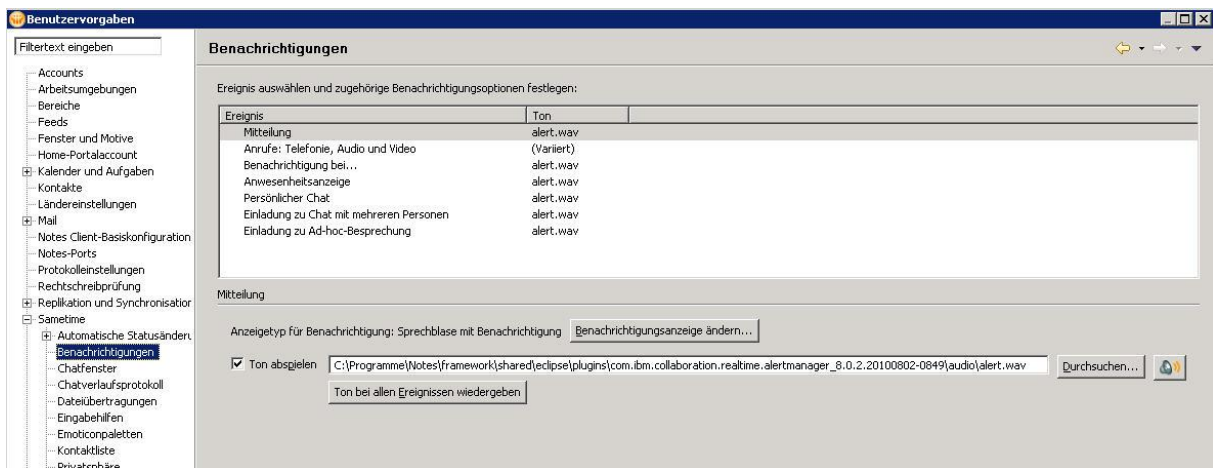 Benutzervorgaben
Filtertext eingeben
Accounts
Arbeitsumgebungen
Bereiche
Feeds
Fenster und Motive
Home-Portalaccount
Kalender und Aufgaben
Kontakte
Ländereinstellungen
Mail
Notes Client-Basiskonfiguration
Notes-Ports
Protokolleinstellungen
Rechtschreibprüfung
Replikation und Synchronisation
Sametime
Automatische Statusänderu
Benachrichtigungen
Chatfenster
Chatverlaufsprotokoll
Dateiübertragungen
Eingabehilfen
Emoticonpaletten
Kontaktliste
Privatsphäre
Benachrichtigungen
Ereignis auswählen und zugehörige Benachrichtigungsoptionen festlegen:
Ereignis Ton
Mitteilung alert.wav
Anrufe: Telefonie, Audio und Video (Variiert)
Benachrichtigung bei... alert.wav
Anwesenheitsanzeige alert.wav
Persönlicher Chat alert.wav
Einladung zu Chat mit mehreren Personen alert.wav
Einladung zu Ad-hoc-Besprechung alert.wav
Mitteilung
Anzeigetyp für Benachrichtigung: Sprechblase mit Benachrichtigung Benachrichtigungsanzeige ändern...
Ton abspielen C:\Programme\Notes\framework\shared\eclipse\plugins\com.ibm.collaboration.realtime.alertmanager_8.0.2.20100802-0849\audio\alert.wav Durchsuchen...
Ton bei allen Ereignissen wiedergeben